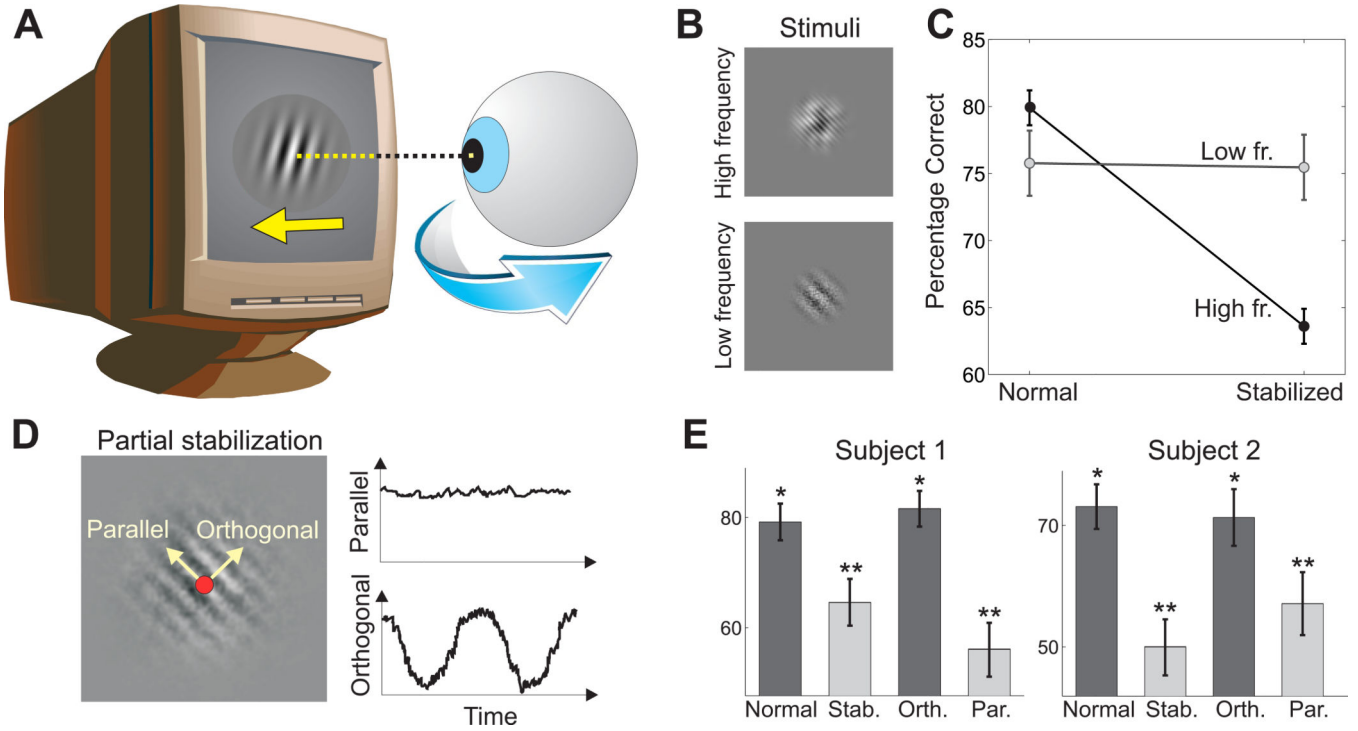 A
B
Stimuli
High frequency
Low frequency
C
85
80
75
70
65
60
Percentage Correct
Low fr.
High fr.
Normal
Stabilized
D
Partial stabilization
Parallel
Orthogonal
Parallel
Orthogonal
Time
E
Subject 1
80
60
*
**
*
**
Normal
Stab.
Orth.
Par.
Subject 2
70
50
*
**
*
**
Normal
Stab.
Orth.
Par.